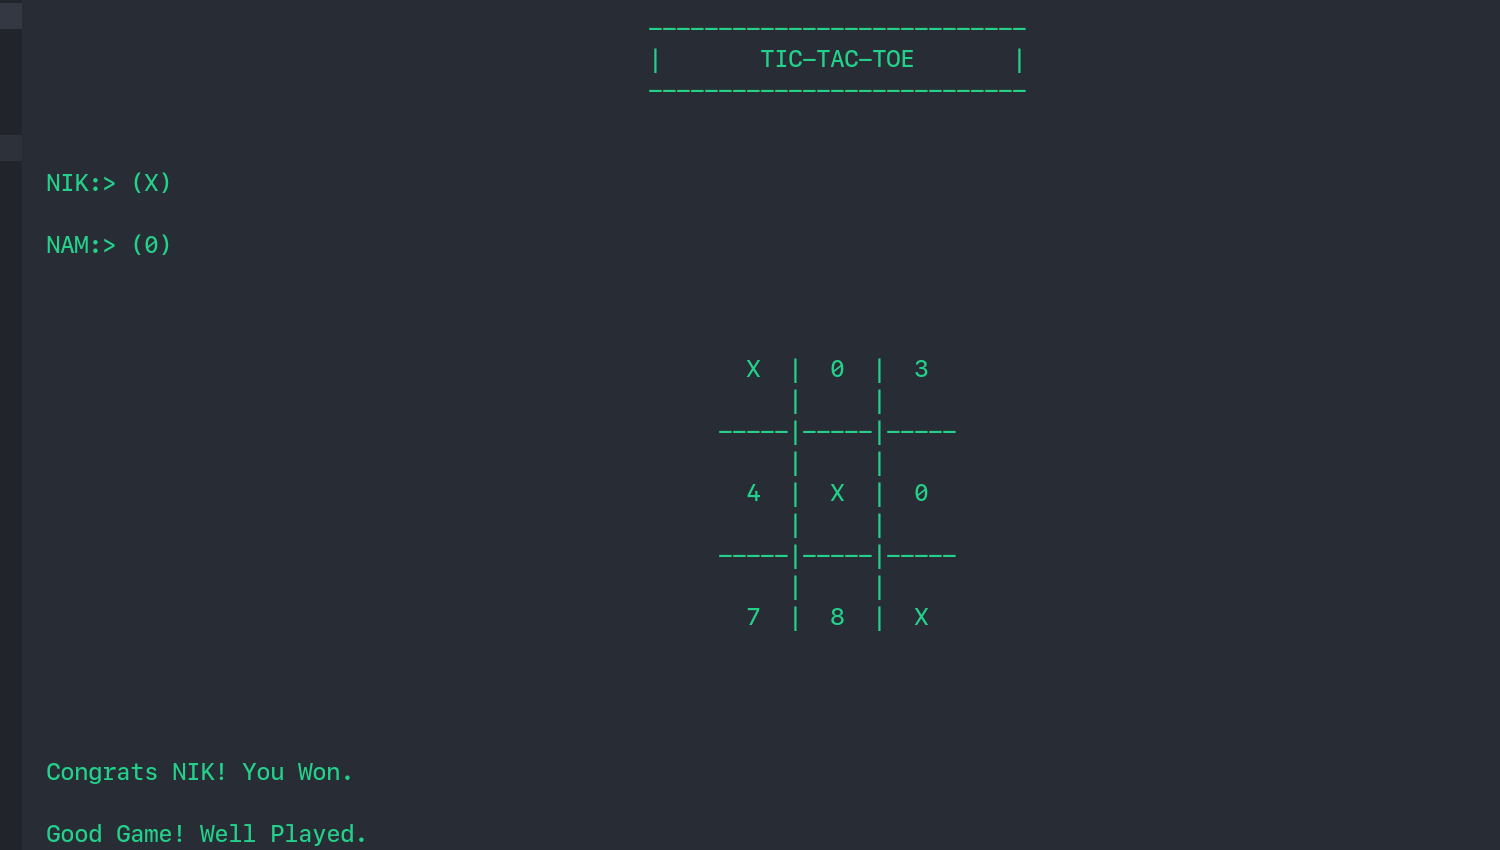 ---------------------------
|       TIC-TAC-TOE       |
---------------------------
NIK:> (X)
NAM:> (0)
  X  |  0  |  3
     |     |
-----|-----|-----
     |     |
  4  |  X  |  0
     |     |
-----|-----|-----
     |     |
  7  |  8  |  X
Congrats NIK! You Won.
Good Game! Well Played.